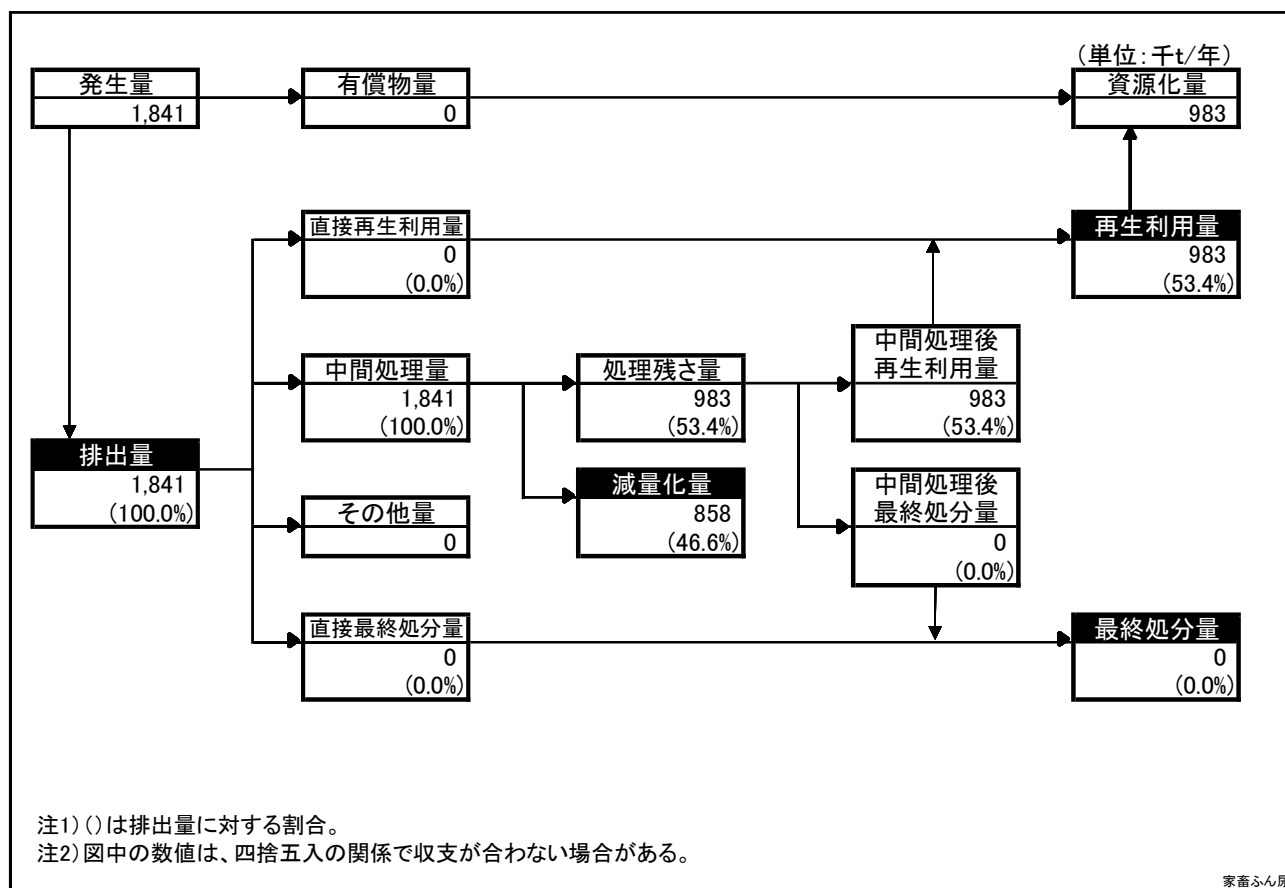 (単位:千t/年)
発生量
1,841
有償物量
0
資源化量
983
直接再生利用量
0
(0.0%)
再生利用量
983
(53.4%)
中間処理量
1,841
(100.0%)
処理残さ量
983
(53.4%)
中間処理後
再生利用量
983
(53.4%)
排出量
1,841
(100.0%)
その他量
0
減量化量
858
(46.6%)
中間処理後
最終処分量
0
(0.0%)
直接最終処分量
0
(0.0%)
最終処分量
0
(0.0%)
注1)()は排出量に対する割合。
注2)図中の数値は、四捨五入の関係で収支が合わない場合がある。
家畜ふん尿